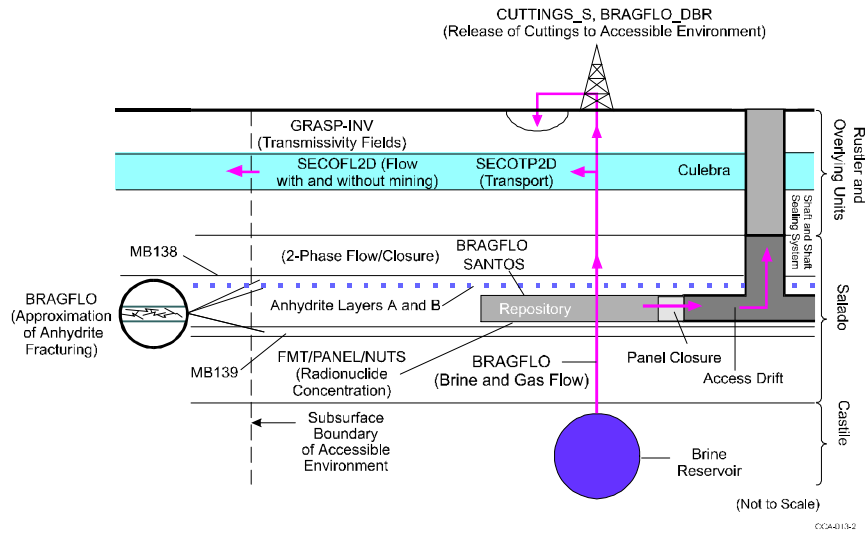 CUTTINGS_S, BRAGFLO_DBR
(Release of Cuttings to Accessible Environment)
GRASP-INV
(Transmissivity Fields)
SECOFL2D (Flow
with and without mining)
SECOTP2D
(Transport)
Culebra
Rustler and
Overlying Units
Shaft and Shaft
Sealing System
MB138
(2-Phase Flow/Closure)
BRAGFLO
SANTOS
BRAGFLO
(Approximation
of Anhydrite
Fracturing)
Anhydrite Layers A and B
Repository
Salado
MB139
FMT/PANEL/NUTS
(Radionuclide
Concentration)
BRAGFLO
(Brine and Gas Flow)
Panel Closure
Access Drift
Subsurface
Boundary
of Accessible
Environment
Castile
Brine
Reservoir
(Not to Scale)
CCA-013-2